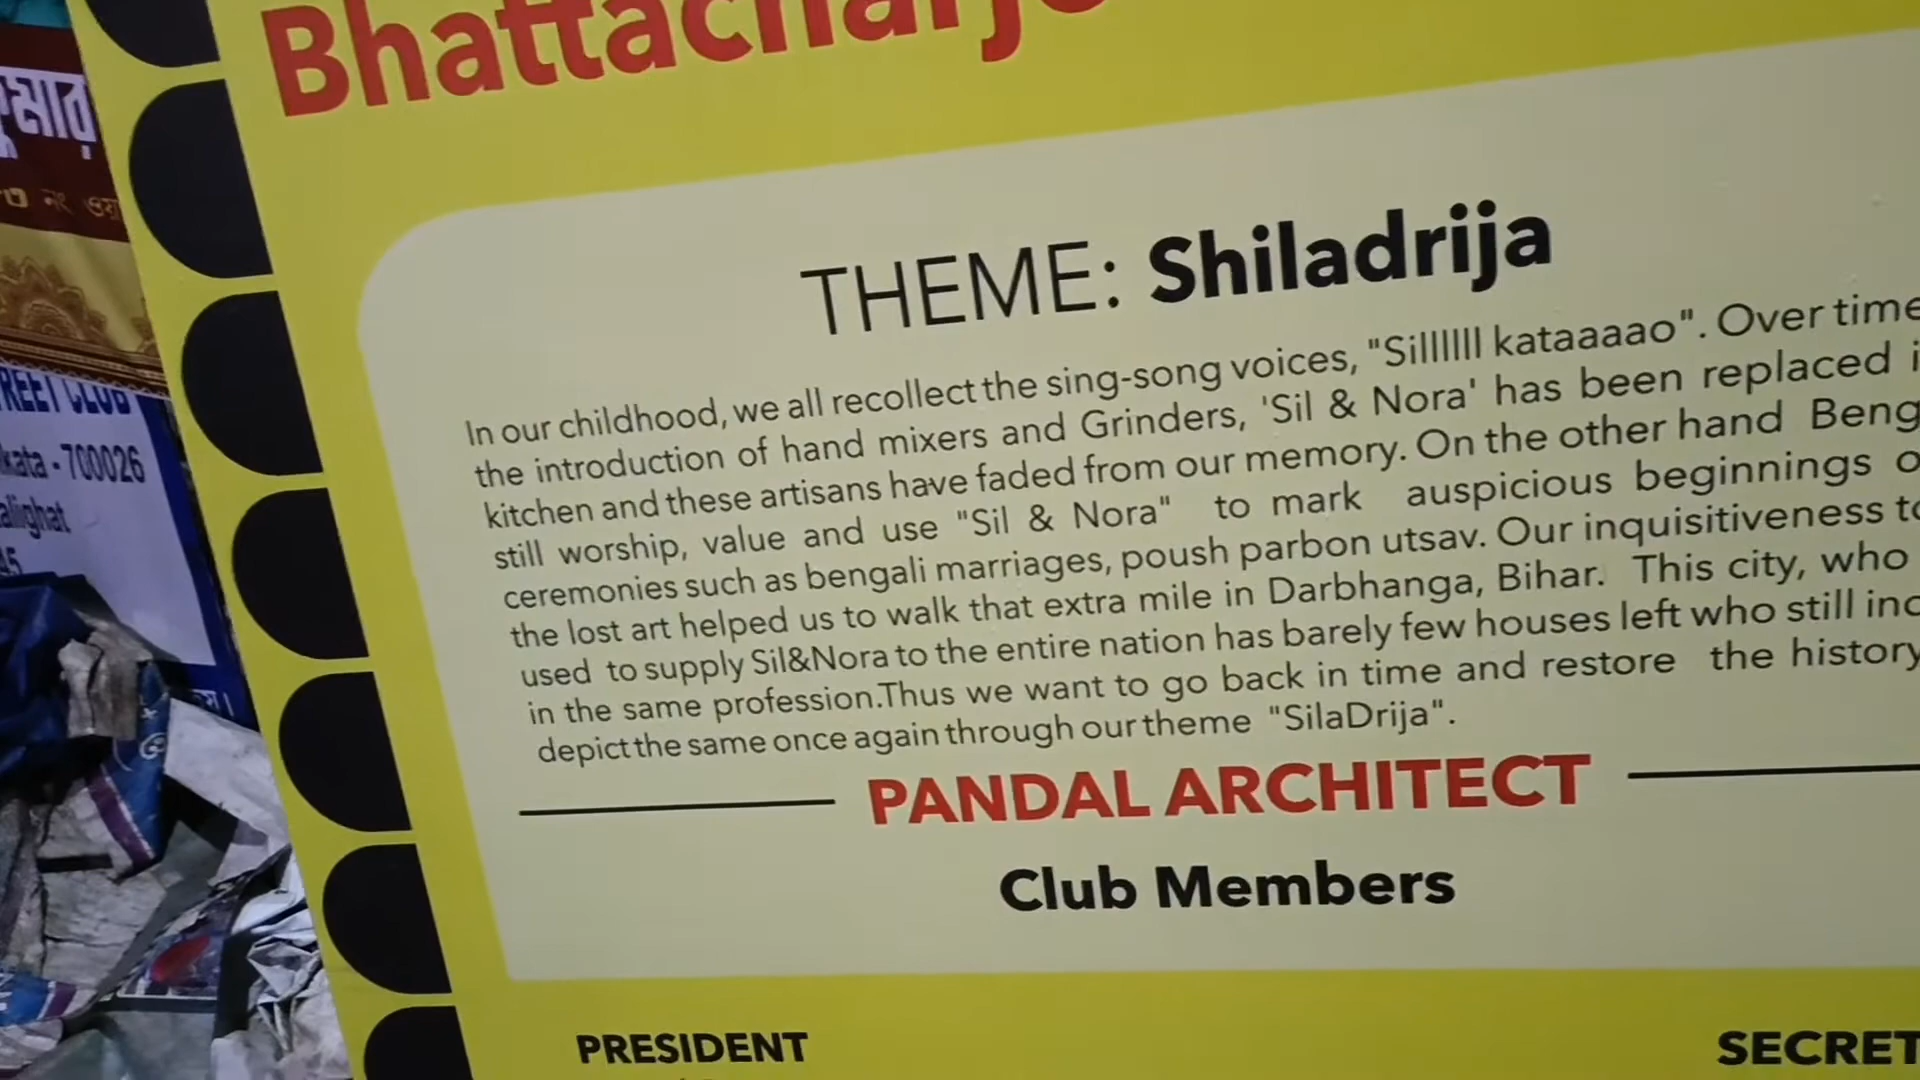 Bhattacharje
THEME: Shiladrija
In our childhood, we all recollect the sing-song voices, "Sillllll kataaaaao". Over time
the introduction of hand mixers and Grinders, 'Sil & Nora' has been replaced i
kitchen and these artisans have faded from our memory. On the other hand Beng
still worship, value and use "Sil & Nora" to mark auspicious beginnings o
ceremonies such as bengali marriages, poush parbon utsav. Our inquisitiveness to
the lost art helped us to walk that extra mile in Darbhanga, Bihar. This city, who
used to supply Sil&Nora to the entire nation has barely few houses left who still inc
in the same profession.Thus we want to go back in time and restore the history
depict the same once again through our theme "SilaDrija".
PANDAL ARCHITECT
Club Members
PRESIDENT
SECRET
কুমার
নং ওয়
REET CLUB
kata - 700026
alighat